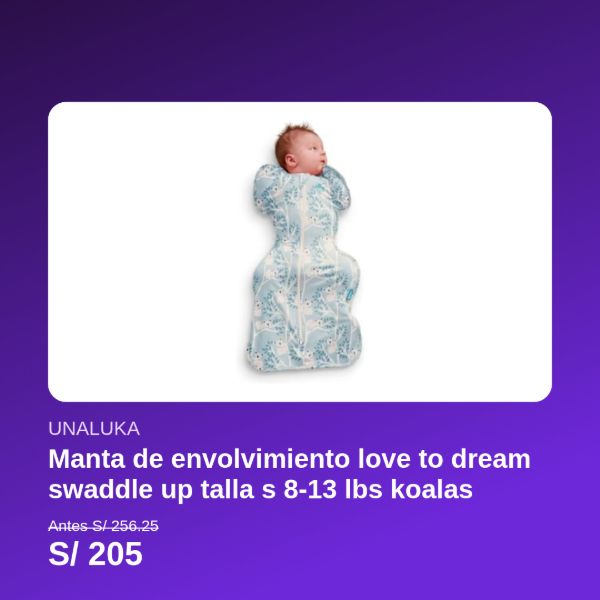 UNALUKA
Manta de envolvimiento love to dream
swaddle up talla s 8-13 lbs koalas
Antes S/ 256.25
S/ 205